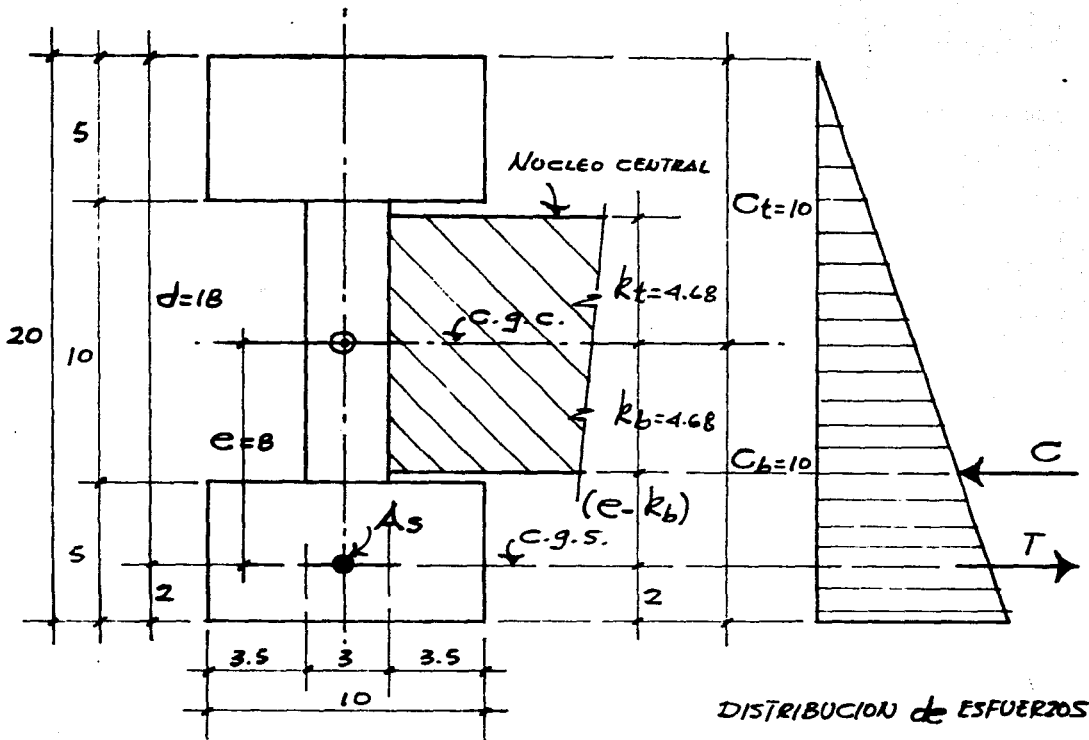 5
NUCLEO CENTRAL
Ct=10
d=18
kt=4.68
c.g.c.
20
10
kb=4.68
e=8
Cb=10
C
(e-kb)
As
5
c.g.s.
T
2
2
3.5
3
3.5
10
DISTRIBUCION de ESFUERZOS